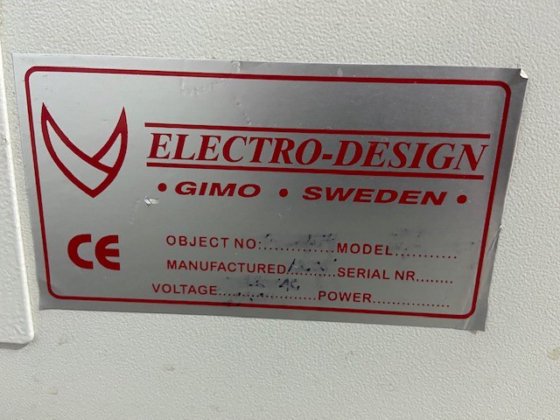 ELECTRO-DESIGN
• GIMO • SWEDEN •
CE
OBJECT NO:............MODEL...........
MANUFACTURED..........SERIAL NR........
VOLTAGE....................POWER................